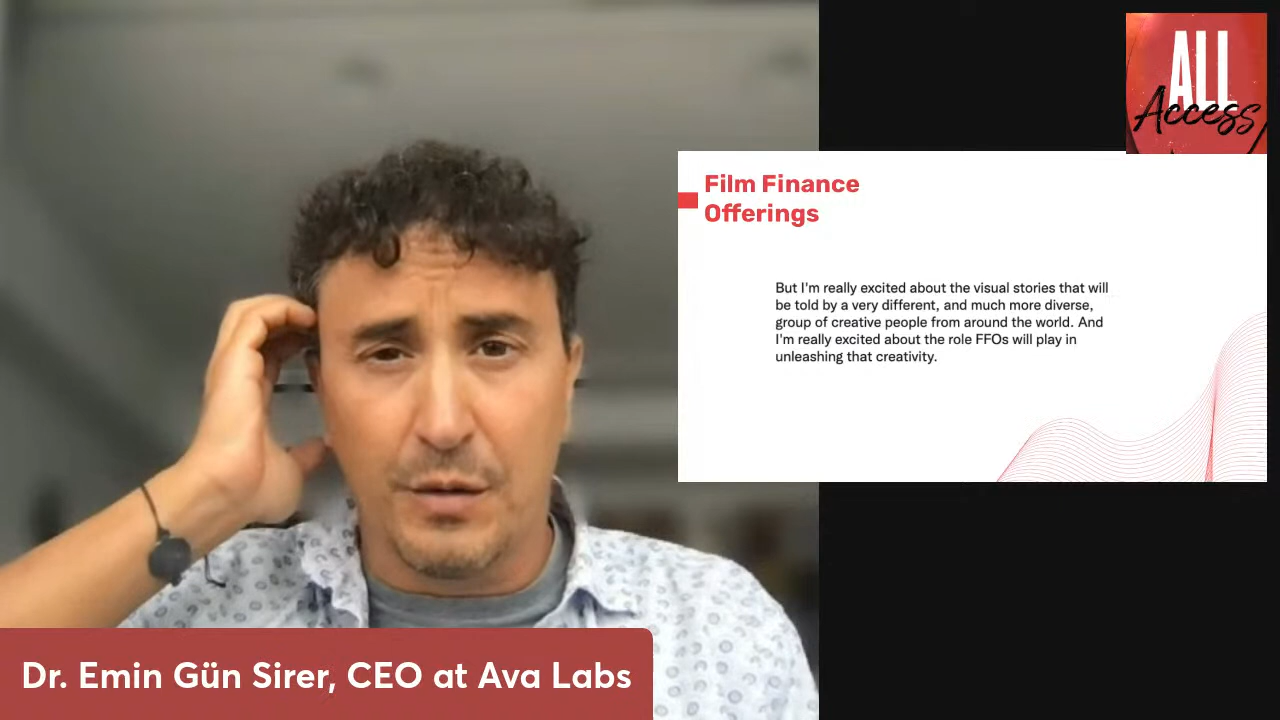 ALL
Access
Film Finance
Offerings
But I'm really excited about the visual stories that will
be told by a very different, and much more diverse,
group of creative people from around the world. And
I'm really excited about the role FFOs will play in
unleashing that creativity.
Dr. Emin Gün Sirer, CEO at Ava Labs